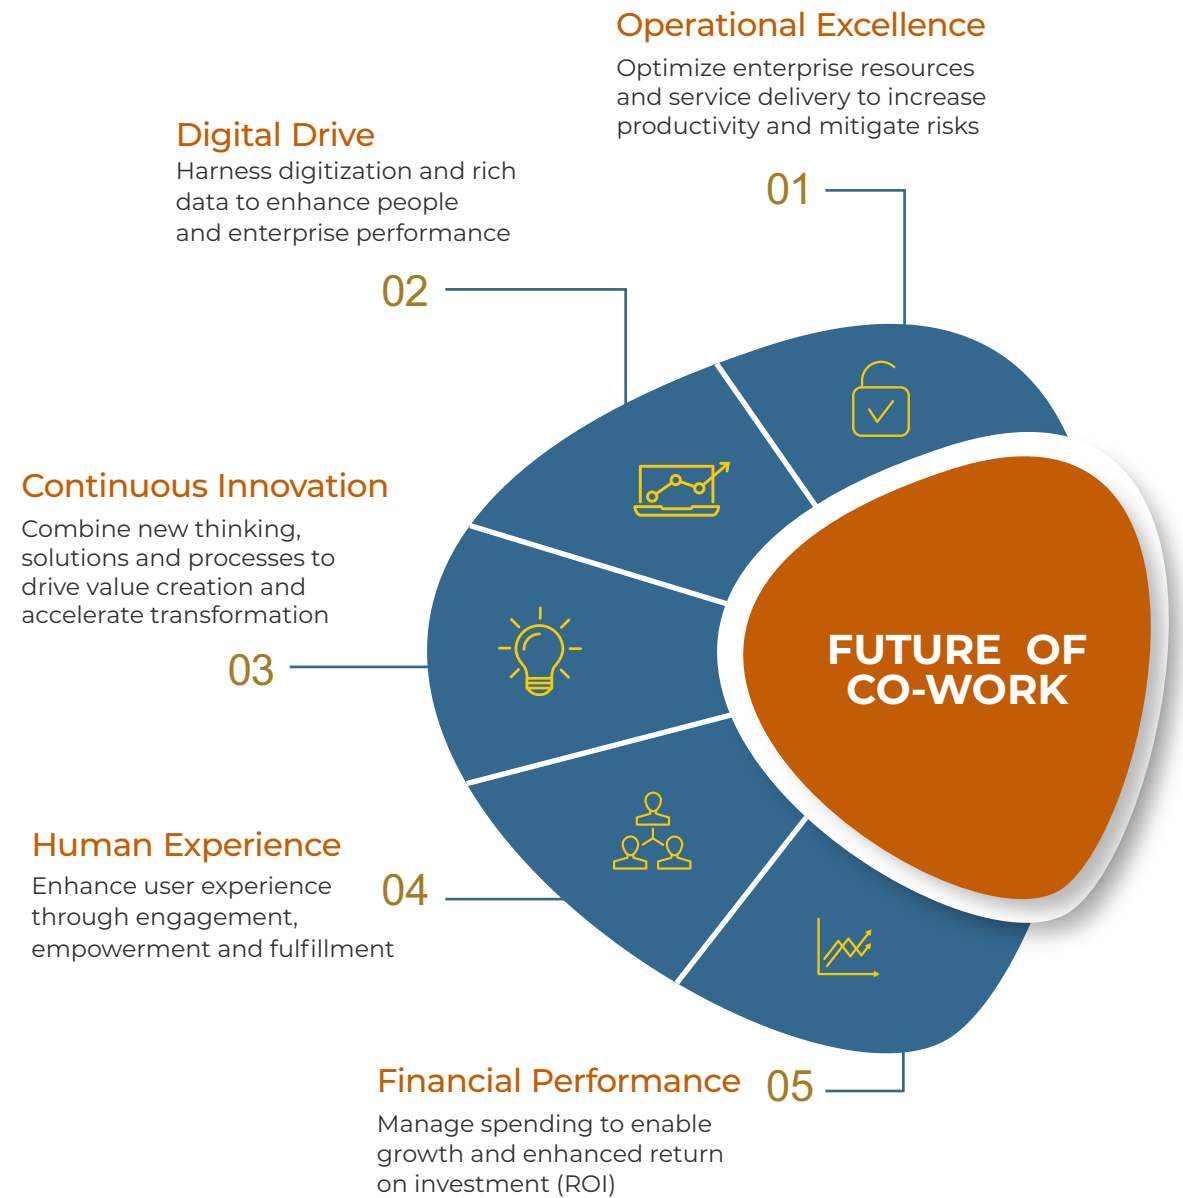 Operational Excellence
Optimize enterprise resources
and service delivery to increase
productivity and mitigate risks
01
Digital Drive
Harness digitization and rich
data to enhance people
and enterprise performance
02
Continuous Innovation
Combine new thinking,
solutions and processes to
drive value creation and
accelerate transformation
03
FUTURE OF
CO-WORK
Human Experience
Enhance user experience
through engagement,
empowerment and fulfillment
04
Financial Performance
Manage spending to enable
growth and enhanced return
on investment (ROI)
05